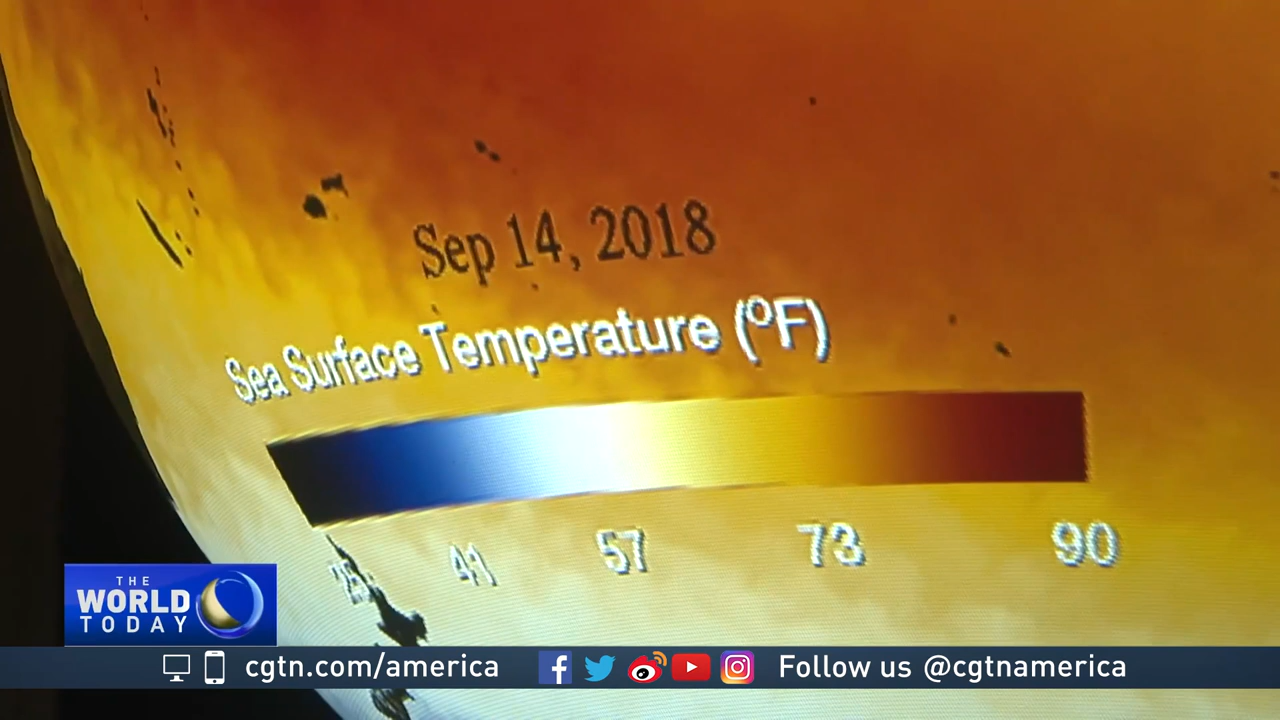 Sep 14, 2018
Sea Surface Temperature (°F)
25 41 57 73 90
THE
WORLD
TODAY
cgtn.com/america
Follow us @cgtnamerica